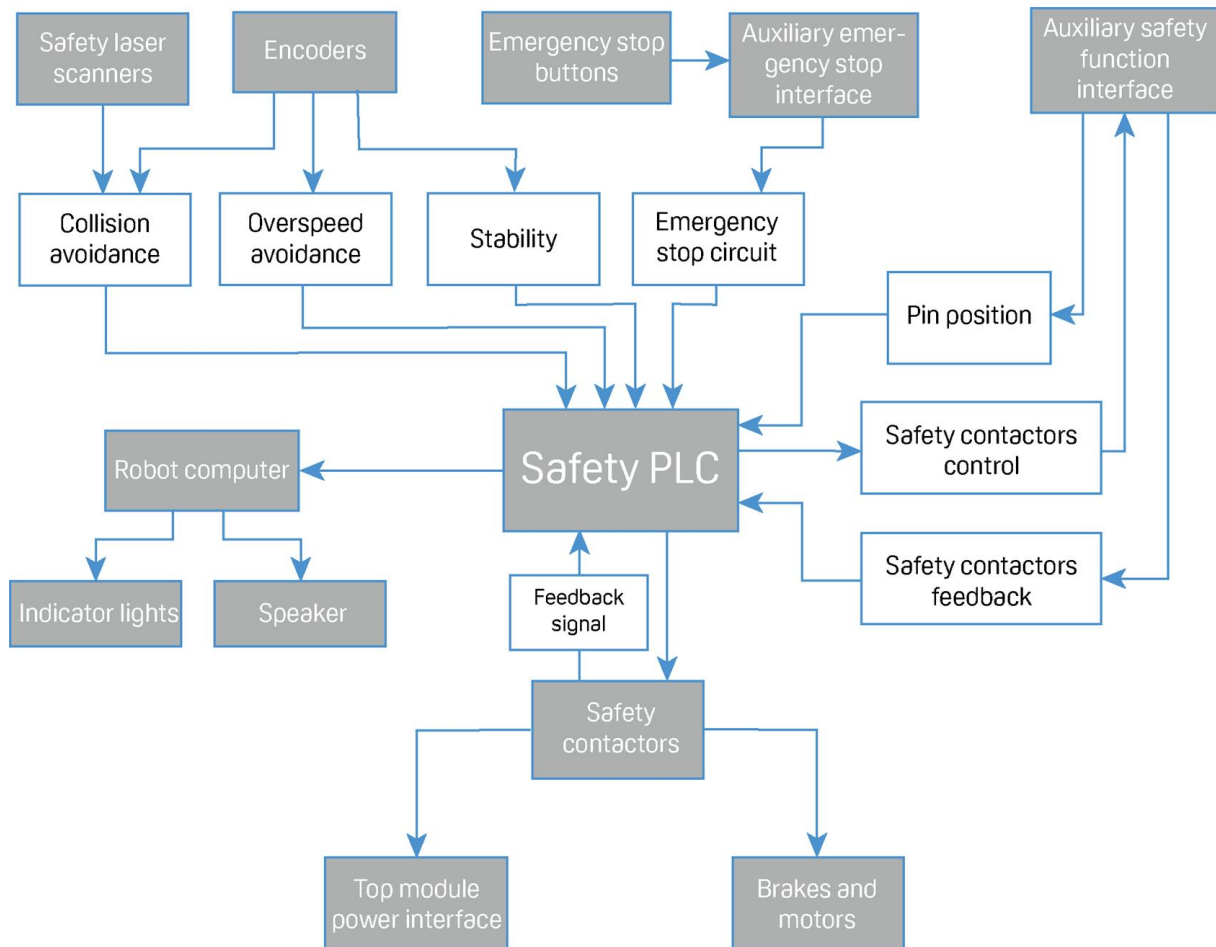 Safety laser
scanners
Encoders
Emergency stop
buttons
Auxiliary emer-
gency stop
interface
Auxiliary safety
function
interface
Collision
avoidance
Overspeed
avoidance
Stability
Emergency
stop circuit
Pin position
Safety PLC
Safety contactors
control
Robot computer
Safety contactors
feedback
Indicator lights
Speaker
Feedback
signal
Safety
contactors
Top module
power interface
Brakes and
motors